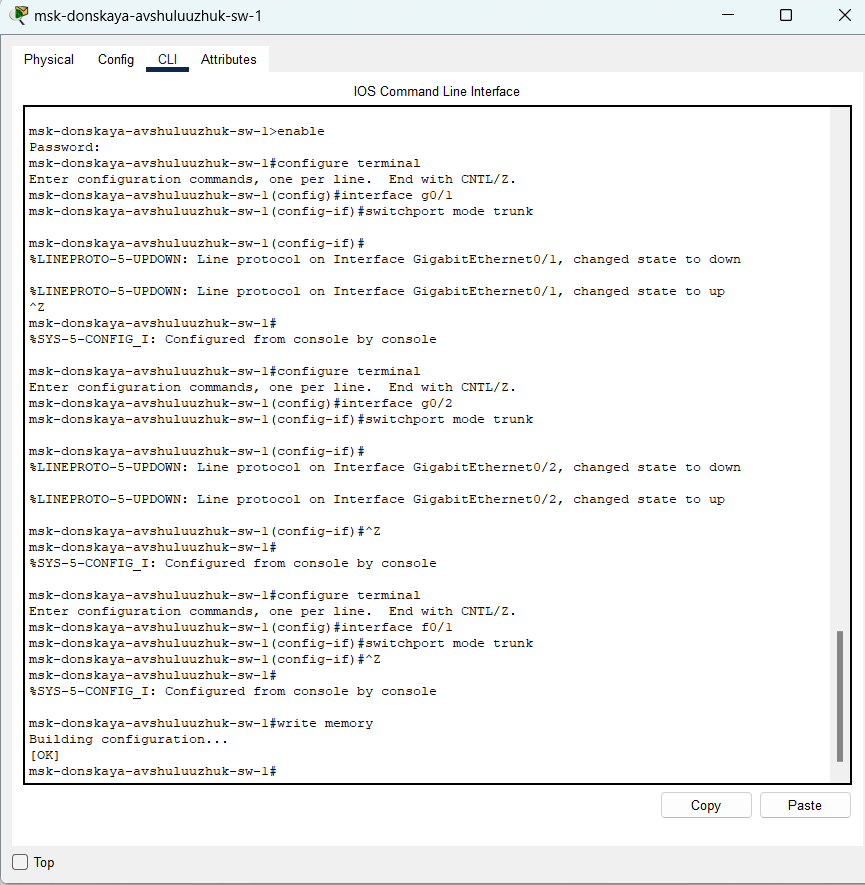 msk-donskaya-avshuluuzhuk-sw-1
Physical Config CLI Attributes
IOS Command Line Interface
msk-donskaya-avshuluuzhuk-sw-1>enable
Password:
msk-donskaya-avshuluuzhuk-sw-1#configure terminal
Enter configuration commands, one per line.  End with CNTL/Z.
msk-donskaya-avshuluuzhuk-sw-1(config)#interface g0/1
msk-donskaya-avshuluuzhuk-sw-1(config-if)#switchport mode trunk
msk-donskaya-avshuluuzhuk-sw-1(config-if)#
%LINEPROTO-5-UPDOWN: Line protocol on Interface GigabitEthernet0/1, changed state to down
%LINEPROTO-5-UPDOWN: Line protocol on Interface GigabitEthernet0/1, changed state to up
^Z
msk-donskaya-avshuluuzhuk-sw-1#
%SYS-5-CONFIG_I: Configured from console by console
msk-donskaya-avshuluuzhuk-sw-1#configure terminal
Enter configuration commands, one per line.  End with CNTL/Z.
msk-donskaya-avshuluuzhuk-sw-1(config)#interface g0/2
msk-donskaya-avshuluuzhuk-sw-1(config-if)#switchport mode trunk
msk-donskaya-avshuluuzhuk-sw-1(config-if)#
%LINEPROTO-5-UPDOWN: Line protocol on Interface GigabitEthernet0/2, changed state to down
%LINEPROTO-5-UPDOWN: Line protocol on Interface GigabitEthernet0/2, changed state to up
msk-donskaya-avshuluuzhuk-sw-1(config-if)#^Z
msk-donskaya-avshuluuzhuk-sw-1#
%SYS-5-CONFIG_I: Configured from console by console
msk-donskaya-avshuluuzhuk-sw-1#configure terminal
Enter configuration commands, one per line.  End with CNTL/Z.
msk-donskaya-avshuluuzhuk-sw-1(config)#interface f0/1
msk-donskaya-avshuluuzhuk-sw-1(config-if)#switchport mode trunk
msk-donskaya-avshuluuzhuk-sw-1(config-if)#^Z
msk-donskaya-avshuluuzhuk-sw-1#
%SYS-5-CONFIG_I: Configured from console by console
msk-donskaya-avshuluuzhuk-sw-1#write memory
Building configuration...
[OK]
msk-donskaya-avshuluuzhuk-sw-1#
Copy Paste
Top